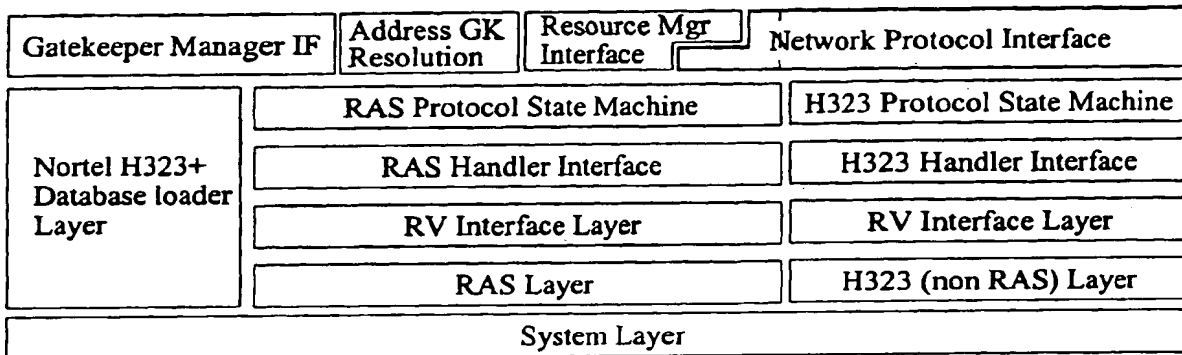 Gatekeeper Manager IF
Address GK
Resolution
Resource Mgr
Interface
Network Protocol Interface
RAS Protocol State Machine
H323 Protocol State Machine
Nortel H323+
Database loader
Layer
RAS Handler Interface
H323 Handler Interface
RV Interface Layer
RV Interface Layer
RAS Layer
H323 (non RAS) Layer
System Layer